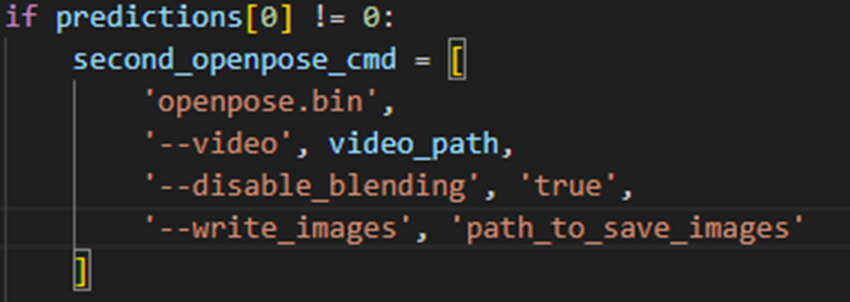 if predictions[0] != 0:
    second_openpose_cmd = [
        'openpose.bin',
        '--video', video_path,
        '--disable_blending', 'true',
        '--write_images', 'path_to_save_images'
    ]